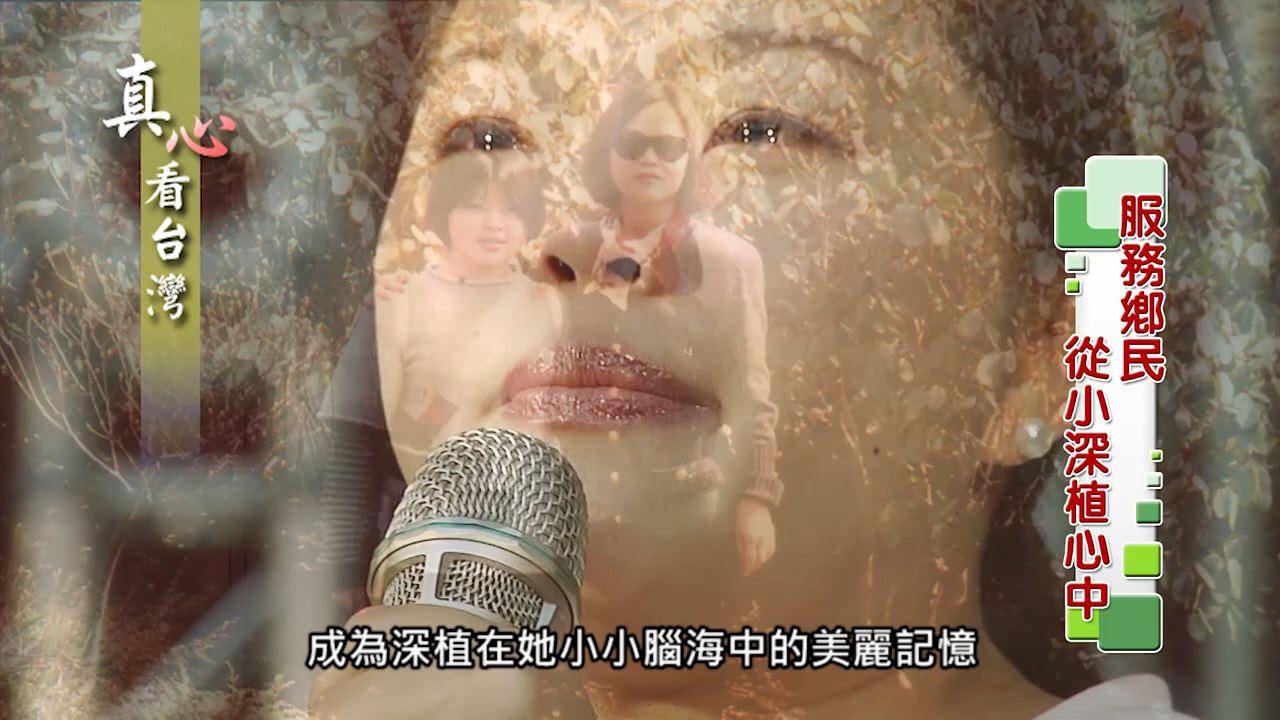 真心看台灣
服務鄉民
從小深植心中
成為深植在她小小腦海中的美麗記憶